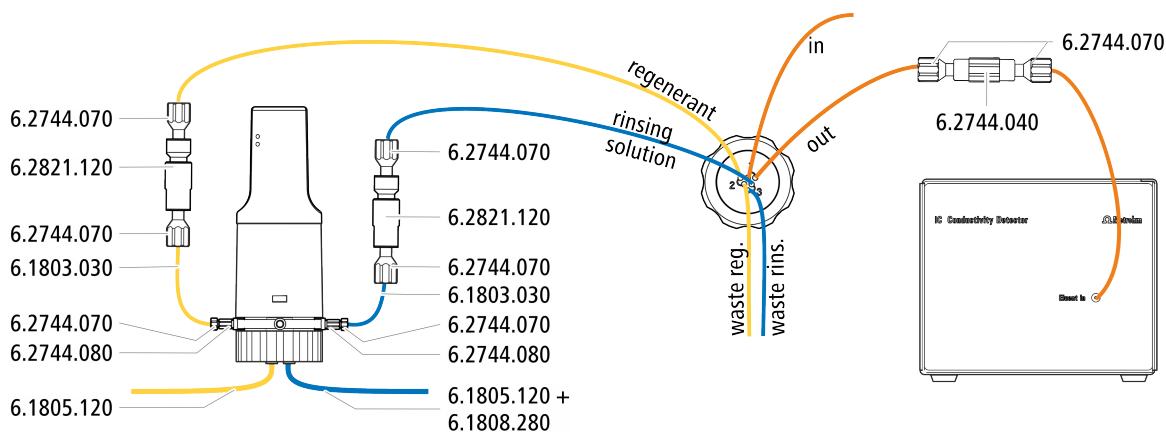 6.2744.070
6.2821.120
6.2744.070
6.1803.030
6.2744.070
6.2744.080
6.1805.120
6.2744.070
6.2821.120
6.2744.070
6.1803.030
6.2744.070
6.2744.080
6.1805.120 +
6.1808.280
regenerant
rinsing
solution
in
out
1
2
3
waste reg.
waste rins.
6.2744.070
6.2744.040
IC Conductivity Detector
Metrohm
Eluent in